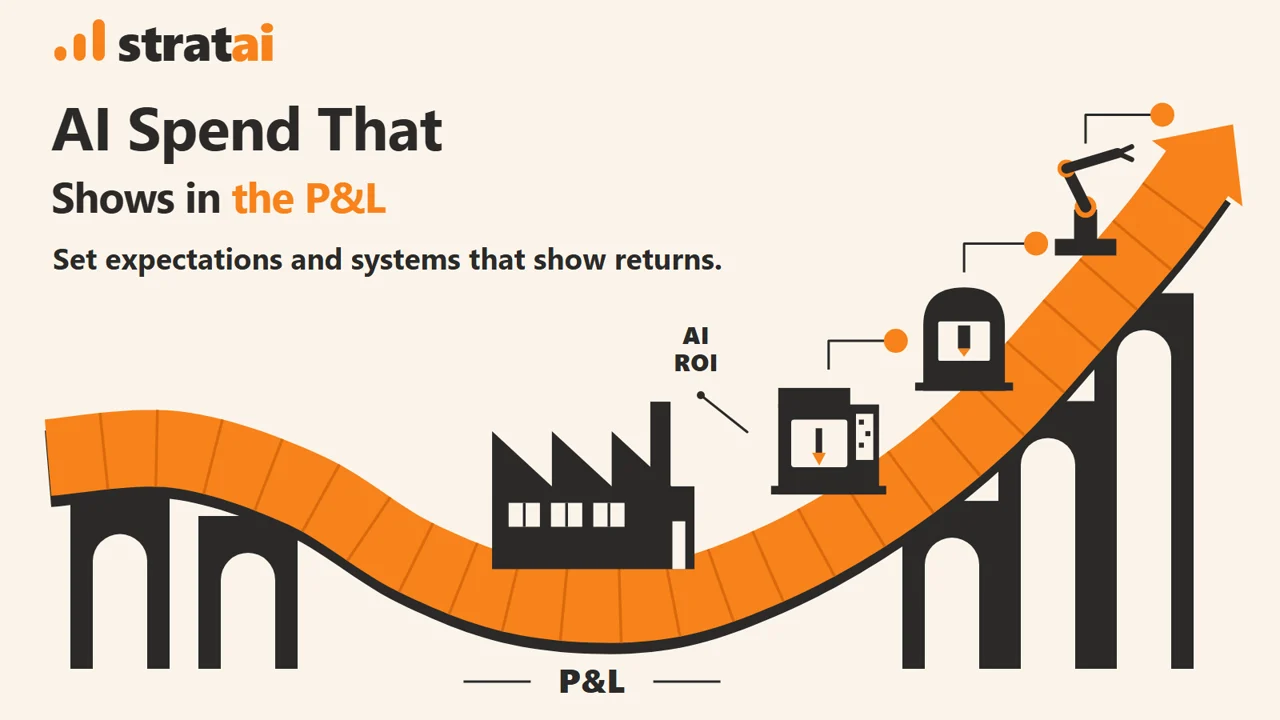 stratai
AI Spend That
Shows in the P&L
Set expectations and systems that show returns.
AI
ROI
P&L